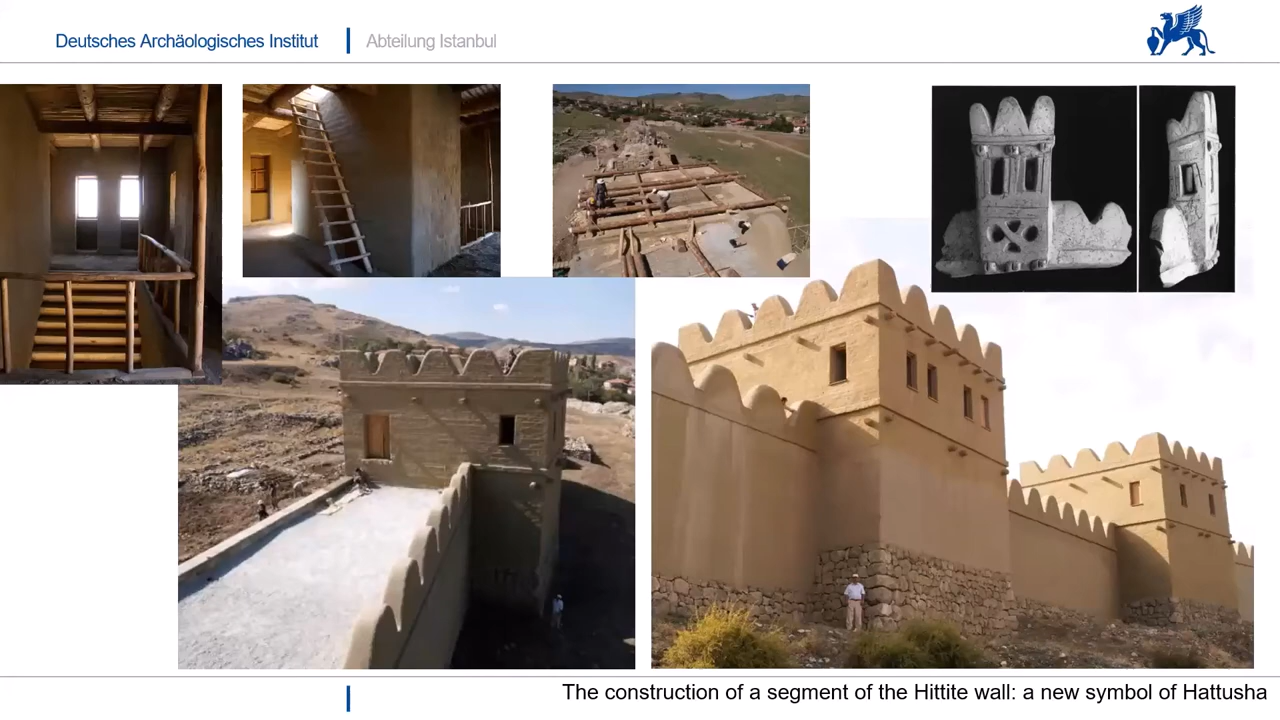 Deutsches Archäologisches Institut
Abteilung Istanbul
The construction of a segment of the Hittite wall: a new symbol of Hattusha